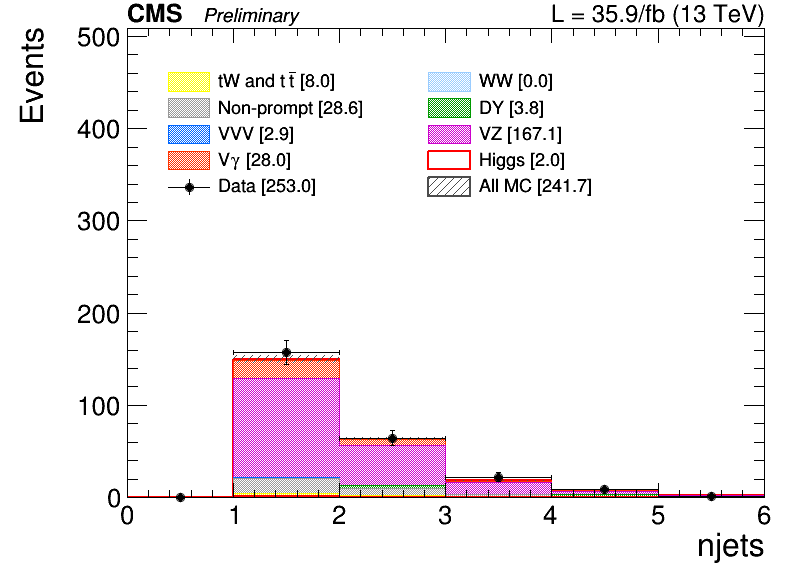 CMS Preliminary L = 35.9/fb (13 TeV)
Events
500
400
300
200
100
0
tW and t t̄ [8.0] WW [0.0]
Non-prompt [28.6] DY [3.8]
VVV [2.9] VZ [167.1]
Vγ [28.0] Higgs [2.0]
Data [253.0] All MC [241.7]
0 1 2 3 4 5 6
njets